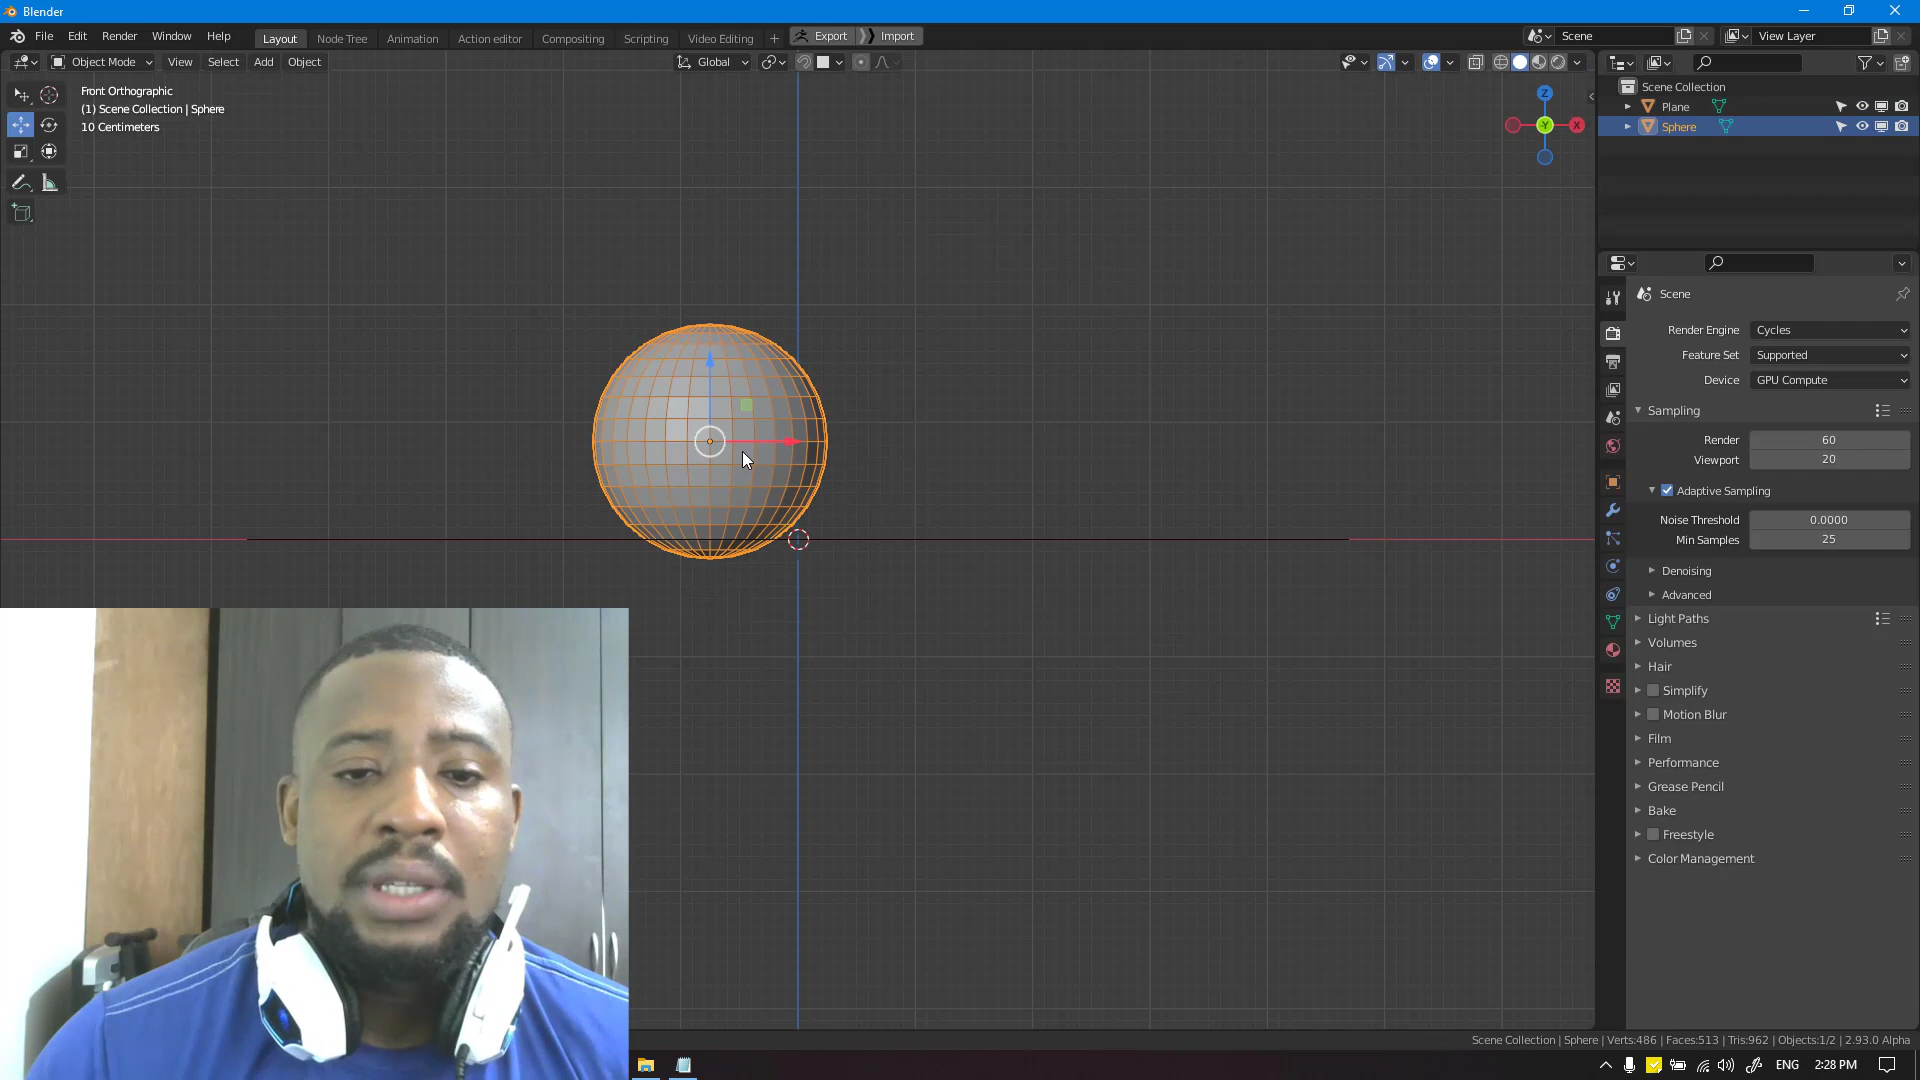 Blender
File Edit Render Window Help
Layout Node Tree Animation Action editor Compositing Scripting Video Editing + Export Import
Scene
View Layer
Object Mode View Select Add Object
Global
Front Orthographic
(1) Scene Collection | Sphere
10 Centimeters
Z
Y
X
Scene Collection
Plane
Sphere
Scene
Render Engine Cycles
Feature Set Supported
Device GPU Compute
Sampling
Render 60
Viewport 20
Adaptive Sampling
Noise Threshold 0.0000
Min Samples 25
Denoising
Advanced
Light Paths
Volumes
Hair
Simplify
Motion Blur
Film
Performance
Grease Pencil
Bake
Freestyle
Color Management
Scene Collection | Sphere | Verts:486 | Faces:513 | Tris:962 | Objects:1/2 | 2.93.0 Alpha
ENG 2:28 PM